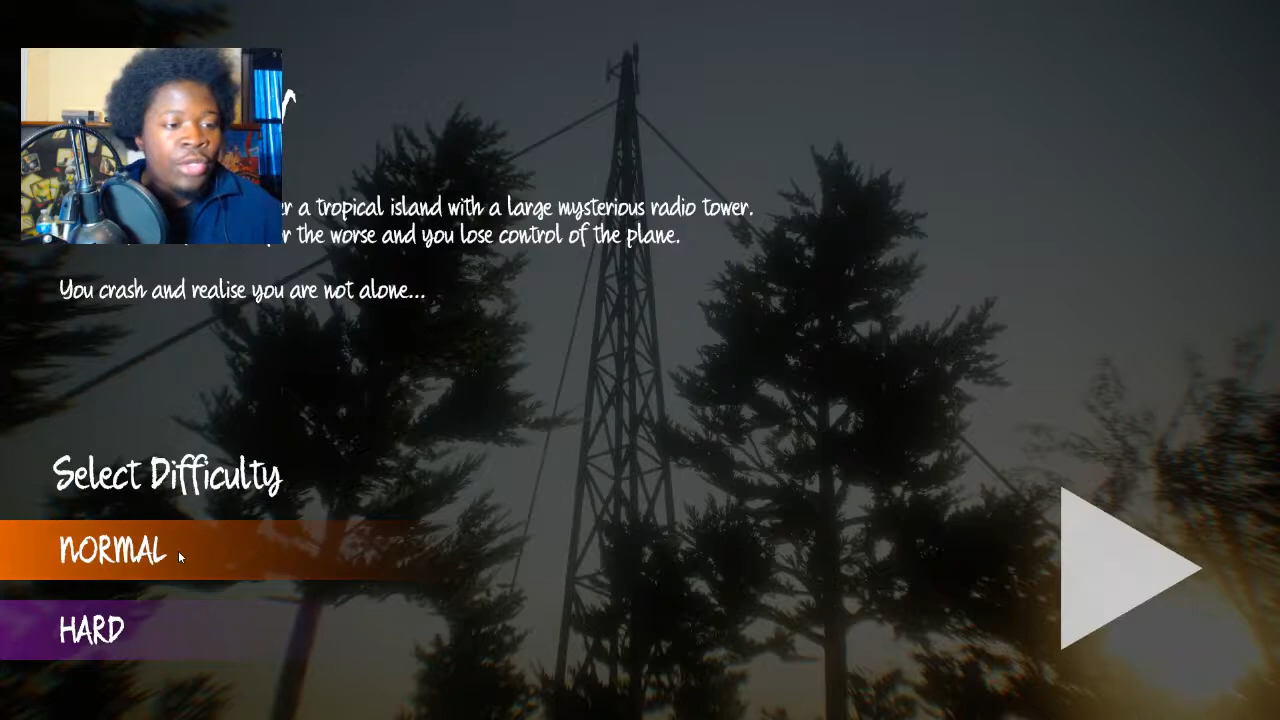 a tropical island with a large mysterious radio tower.
the worse and you lose control of the plane.
You crash and realise you are not alone...
Select Difficulty
NORMAL
HARD